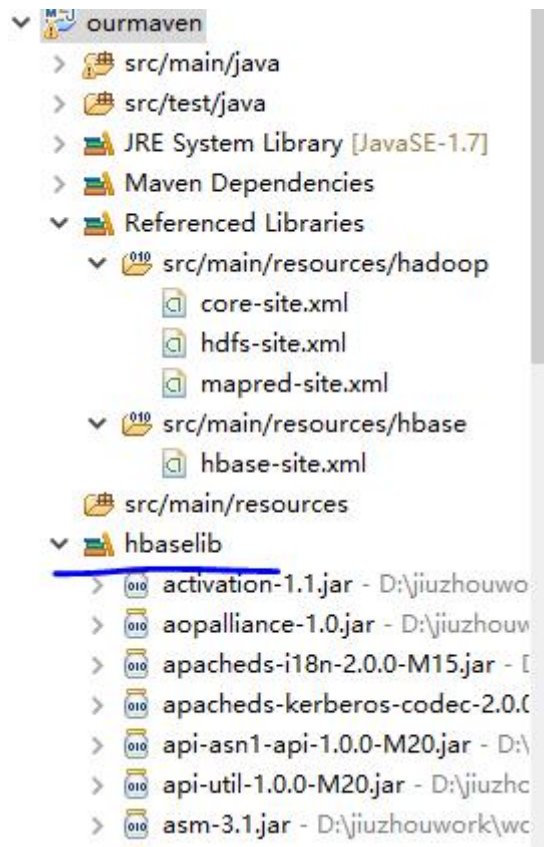 ourmaven
src/main/java
src/test/java
JRE System Library [JavaSE-1.7]
Maven Dependencies
Referenced Libraries
src/main/resources/hadoop
core-site.xml
hdfs-site.xml
mapred-site.xml
src/main/resources/hbase
hbase-site.xml
src/main/resources
hbaselib
activation-1.1.jar - D:\jiuzhouwo
aopalliance-1.0.jar - D:\jiuzhouw
apacheds-i18n-2.0.0-M15.jar -
apacheds-kerberos-codec-2.0.0
api-asn1-api-1.0.0-M20.jar - D:\
api-util-1.0.0-M20.jar - D:\jiuzhc
asm-3.1.jar - D:\jiuzhouwork\wc